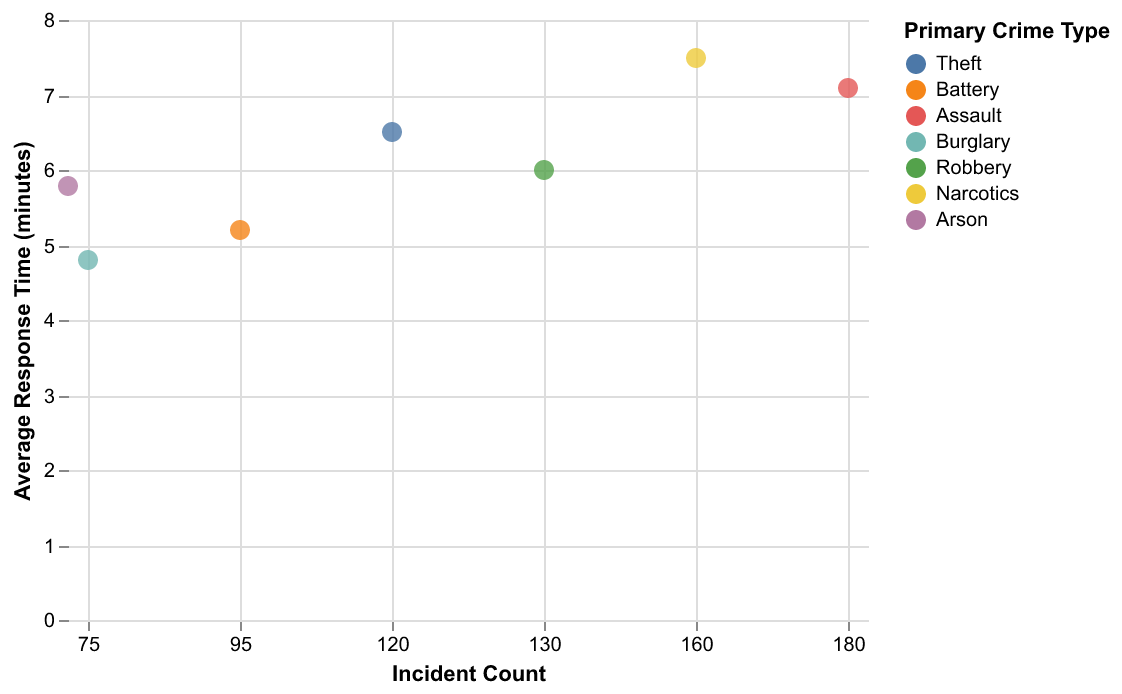 Primary Crime Type
Theft
Battery
Assault
Burglary
Robbery
Narcotics
Arson
Average Response Time (minutes)
8
7
6
5
4
3
2
1
0
75 95 120 130 160 180
Incident Count